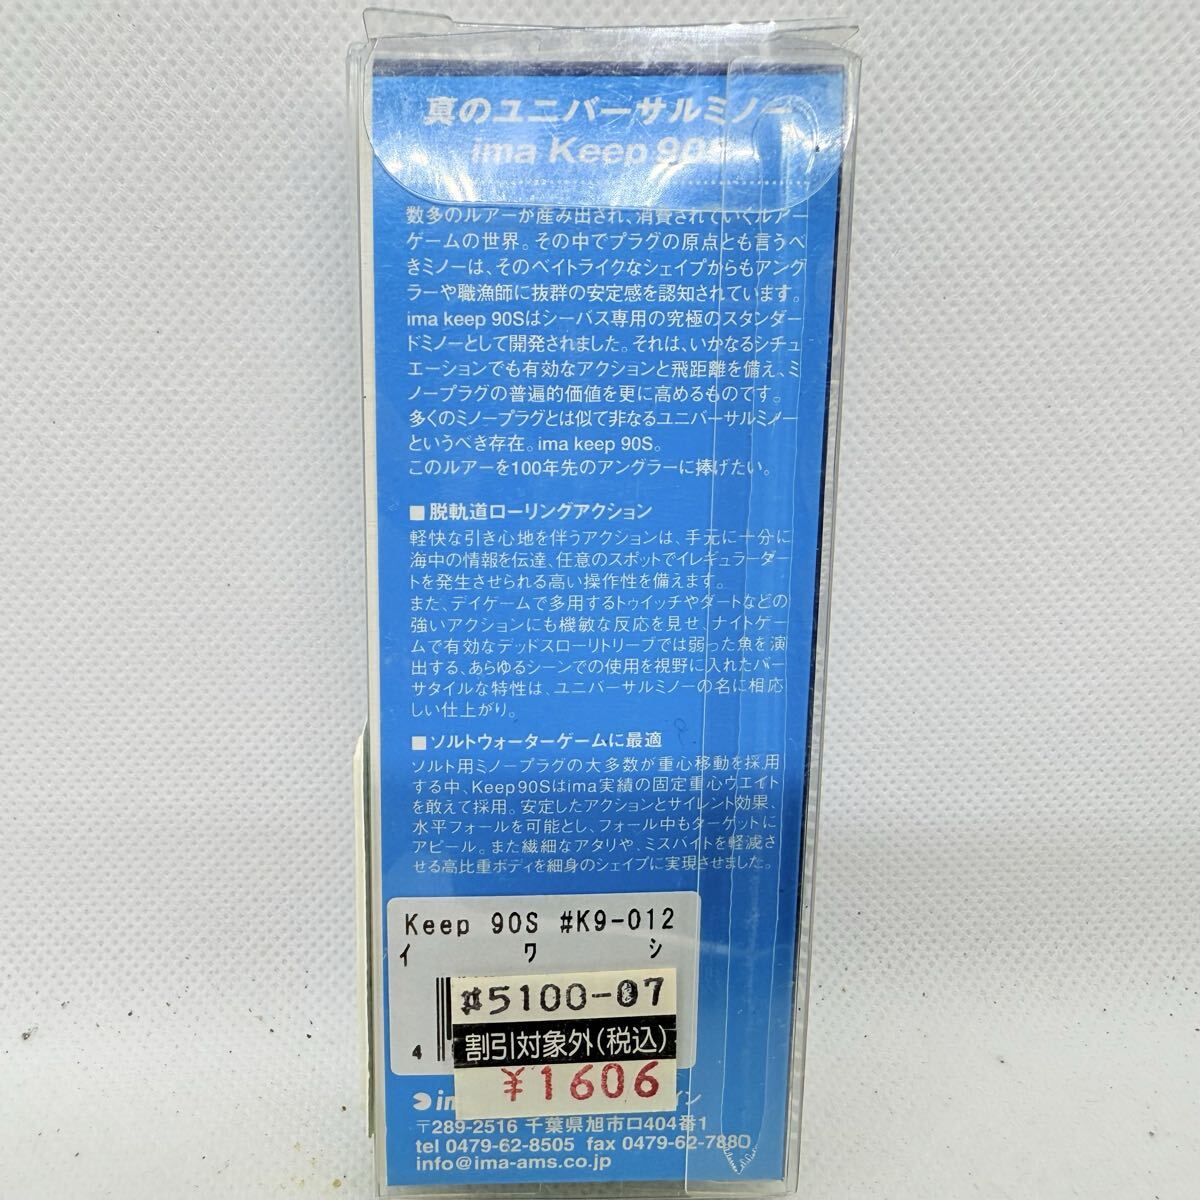 真のユニバーサルミノー
ima Keep 90S
数多のルアーが産み出され、消費されていくルアー
ゲームの世界。その中でプラグの原点とも言うべ
きミノーは、そのベイトライクなシェイプからもアング
ラーや職漁師に抜群の安定感を認知されています。
ima keep 90Sはシーバス専用の究極のスタンダー
ドミノーとして開発されました。それは、いかなるシチュ
エーションでも有効なアクションと飛距離を備え、ミ
ノープラグの普遍的価値を更に高めるものです。
多くのミノープラグとは似て非なるユニバーサルミノー
というべき存在。ima keep 90S。
このルアーを100年先のアングラーに捧げたい。
■脱軌道ローリングアクション
軽快な引き心地を伴うアクションは、手元に十分に
海中の情報を伝達、任意のスポットでイレギュラーダー
トを発生させられる高い操作性を備えます。
また、デイゲームで多用するトゥイッチやダートなどの
強いアクションにも機敏な反応を見せ、ナイトゲー
ムで有効なデッドスローリトリーブでは弱った魚を演
出する、あらゆるシーンでの使用を視野に入れたバー
サタイルな特性は、ユニバーサルミノーの名に相応
しい仕上がり。
■ソルトウォーターゲームに最適
ソルト用ミノープラグの大多数が重心移動を採用
する中、Keep90Sはima実績の固定重心ウエイト
を敢えて採用。安定したアクションとサイレント効果、
水平フォールを可能とし、フォール中もターゲットに
アピール。また繊細なアタリや、ミスバイトを軽減さ
せる高比重ボディを細身のシェイプに実現させました。
Keep 90S #K9-012
イワシ
#5100-07
4
割引対象外(税込)
¥1606
im イン
〒289-2516 千葉県旭市ロ404番1
tel 0479-62-8505 fax 0479-62-7880
info@ima-ams.co.jp